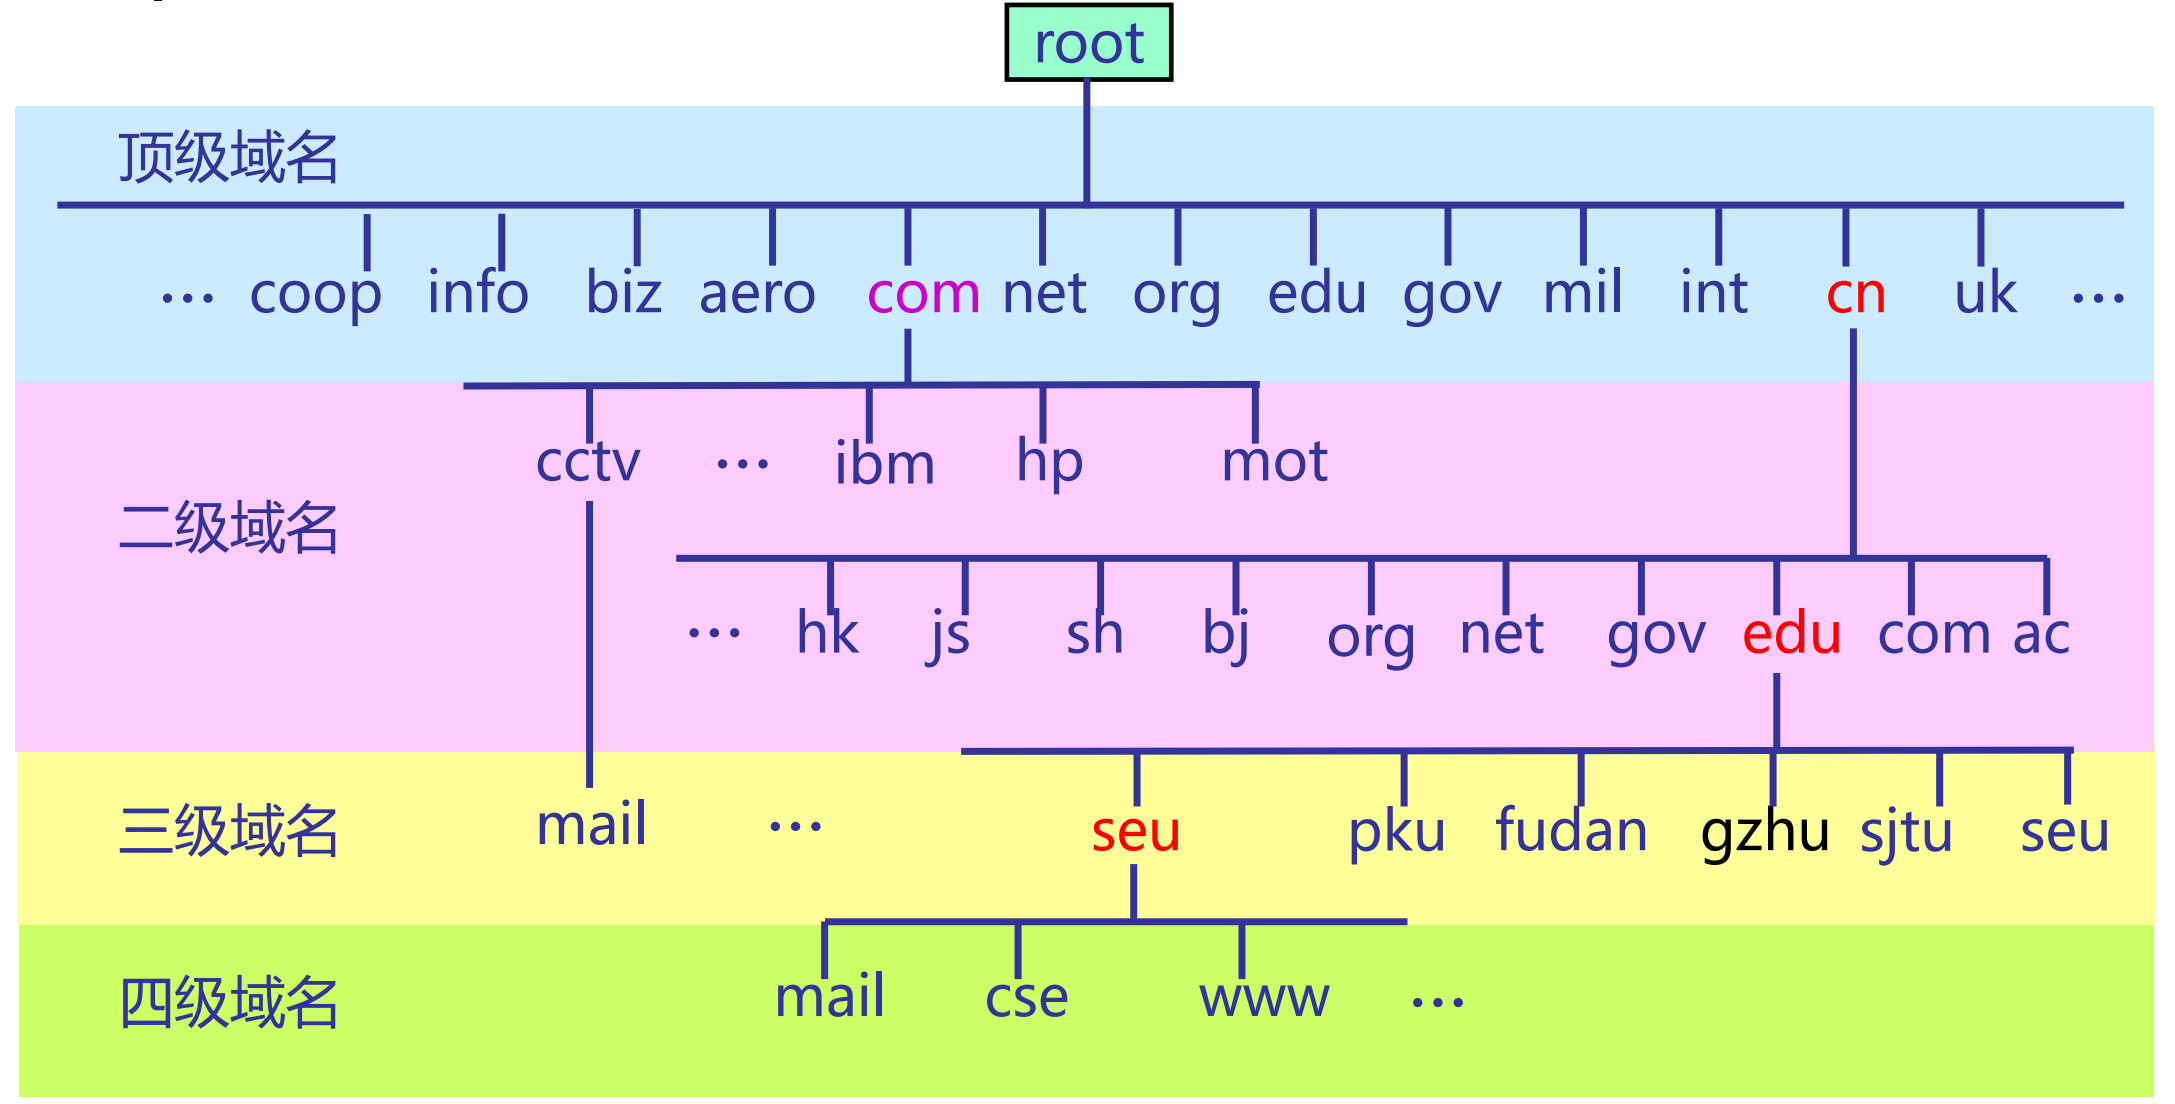 root
顶级域名
… coop info biz aero com net org edu gov mil int cn uk …
cctv … ibm hp mot
二级域名
… hk js sh bj org net gov edu com ac
三级域名 mail … seu pku fudan gzhu sjtu seu
四级域名 mail cse www …